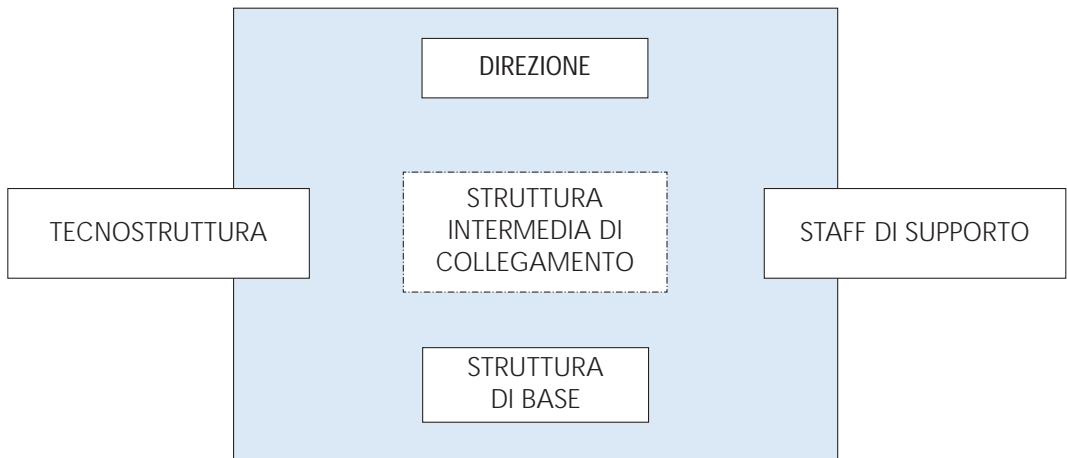 DIREZIONE
STRUTTURA
INTERMEDIA DI
COLLEGAMENTO
TECNOSTRUTTURA
STAFF DI SUPPORTO
STRUTTURA
DI BASE